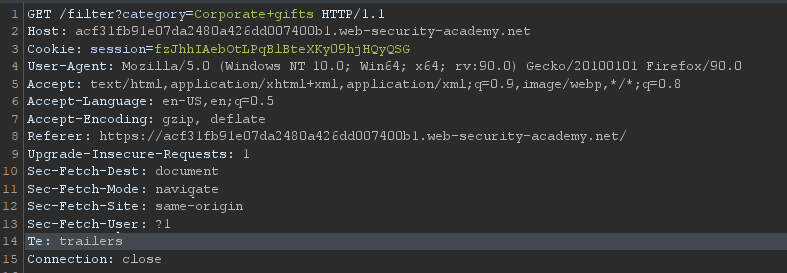 1 GET /filter?category=Corporate+gifts HTTP/1.1
2 Host: acf31fb91e07da2480a426dd007400b1.web-security-academy.net
3 Cookie: session=fzJhhIAebOtLPqBlBteXKyO9hjHQyQSG
4 User-Agent: Mozilla/5.0 (Windows NT 10.0; Win64; x64; rv:90.0) Gecko/20100101 Firefox/90.0
5 Accept: text/html,application/xhtml+xml,application/xml;q=0.9,image/webp,*/*;q=0.8
6 Accept-Language: en-US,en;q=0.5
7 Accept-Encoding: gzip, deflate
8 Referer: https://acf31fb91e07da2480a426dd007400b1.web-security-academy.net/
9 Upgrade-Insecure-Requests: 1
10 Sec-Fetch-Dest: document
11 Sec-Fetch-Mode: navigate
12 Sec-Fetch-Site: same-origin
13 Sec-Fetch-User: ?1
14 Te: trailers
15 Connection: close